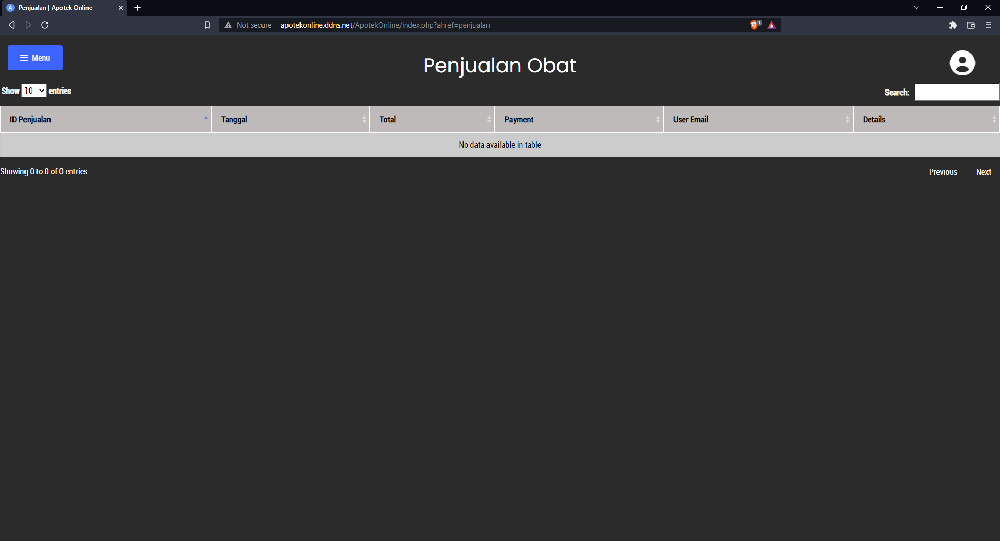 Penjualan | Apotek Online
Not secure
apotekonline.ddns.net/ApotekOnline/index.php?ahref=penjualan
1
Menu
Penjualan Obat
Show 10 entries
Search:
ID Penjualan
Tanggal
Total
Payment
User Email
Details
No data available in table
Showing 0 to 0 of 0 entries
Previous
Next